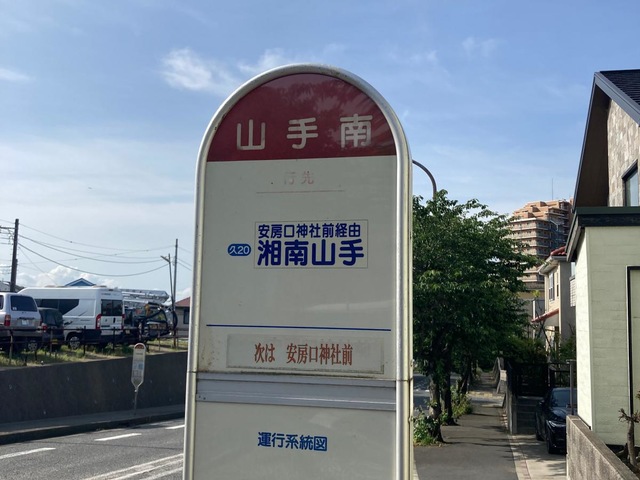 山手南
行先
久20
安房口神社前経由
湘南山手
次は 安房口神社前
運行系統図